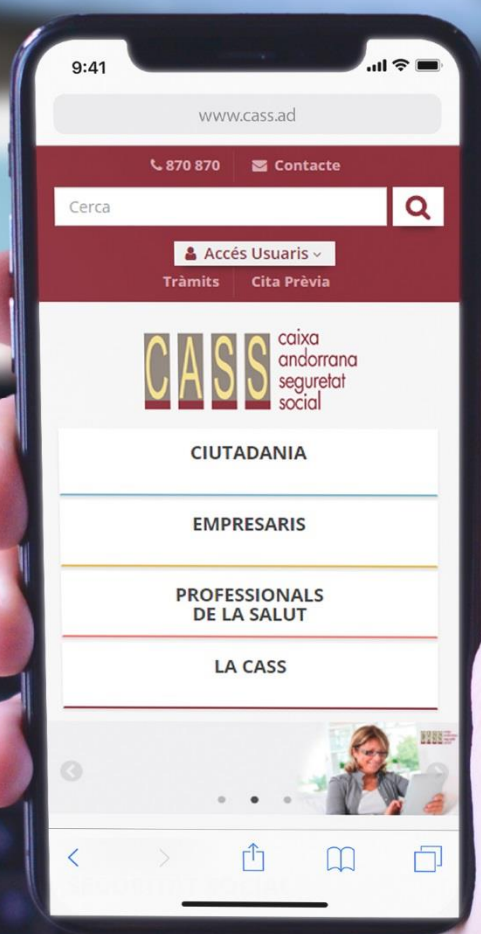 9:41
www.cass.ad
870 870 Contacte
Cerca
Accés Usuaris
Tràmits Cita Prèvia
CASS
caixa
andorrana
seguretat
social
CIUTADANIA
EMPRESARIS
PROFESSIONALS
DE LA SALUT
LA CASS